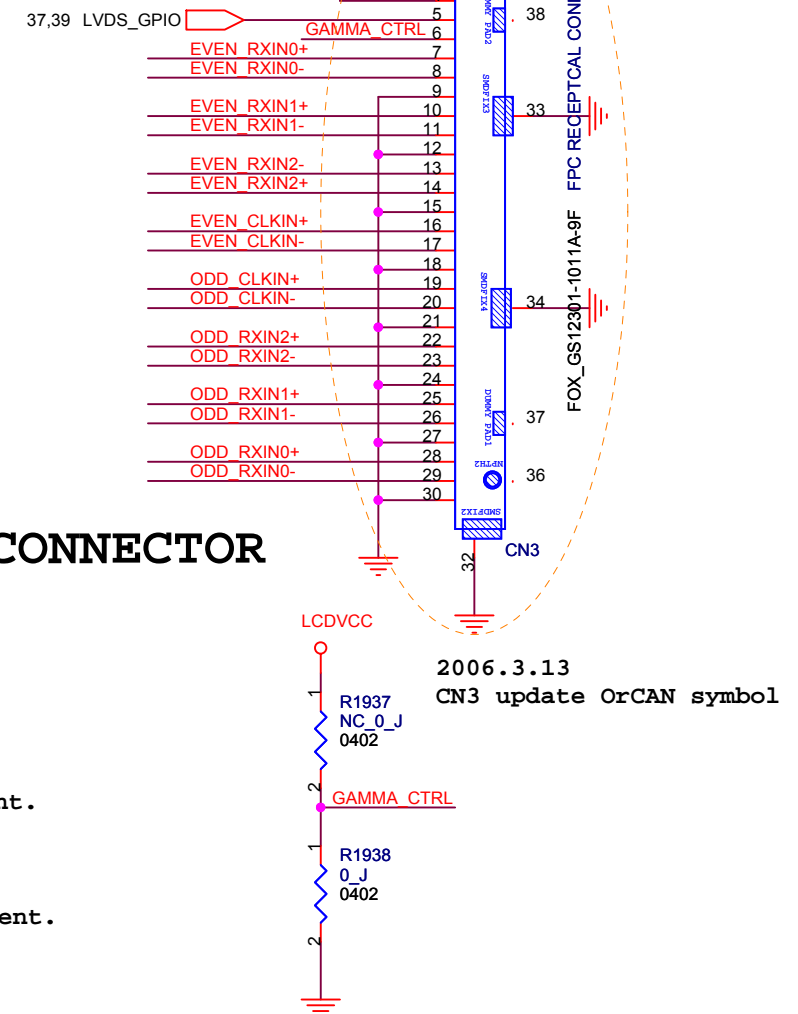 37,39 LVDS_GPIO
5
38
GAMMA_CTRL 6
EVEN_RXIN0+
7
EVEN_RXIN0-
8
9
EVEN_RXIN1+
10
SMDFIX3
33
EVEN_RXIN1-
11
12
EVEN_RXIN2-
13
EVEN_RXIN2+
14
15
EVEN_CLKIN+
16
EVEN_CLKIN-
17
18
ODD_CLKIN+
19
SMDFIX4
34
ODD_CLKIN-
20
21
ODD_RXIN2+
22
ODD_RXIN2-
23
24
ODD_RXIN1+
25
DUMMY PAD1
37
ODD_RXIN1-
26
27
ODD_RXIN0+
28
NPTH2
36
ODD_RXIN0-
29
30
SMDFIX2
PAD2
FPC RECEPTCAL
FOX_GS12301-1011A-9F
CONNECTOR
32
CN3
LCDVCC
2006.3.13
CN3 update OrCAN symbol
1
R1937
NC_0_J
0402
2
GAMMA_CTRL
1
R1938
0_J
0402
2